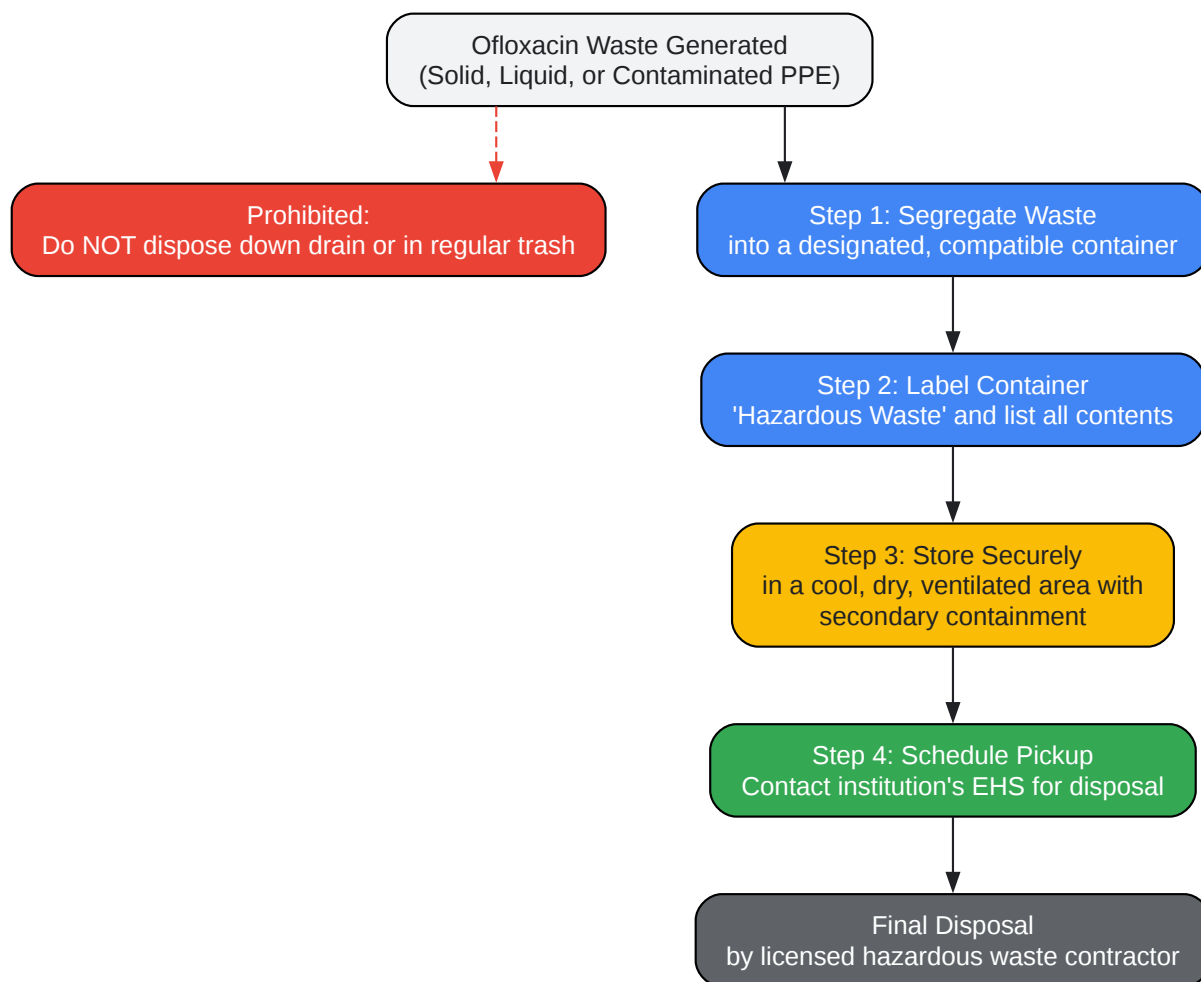 Ofloxacin Waste Generated
(Solid, Liquid, or Contaminated PPE)
Prohibited:
Do NOT dispose down drain or in regular trash
Step 1: Segregate Waste
into a designated, compatible container
Step 2: Label Container
'Hazardous Waste' and list all contents
Step 3: Store Securely
in a cool, dry, ventilated area with
secondary containment
Step 4: Schedule Pickup
Contact institution's EHS for disposal
Final Disposal
by licensed hazardous waste contractor